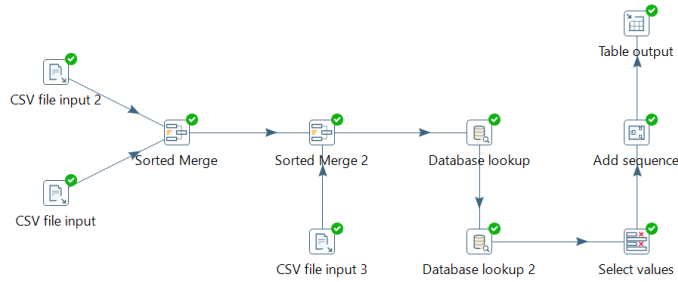 Table output
CSV file input 2
Sorted Merge
Sorted Merge 2
Database lookup
Add sequence
CSV file input
CSV file input 3
Database lookup 2
Select values